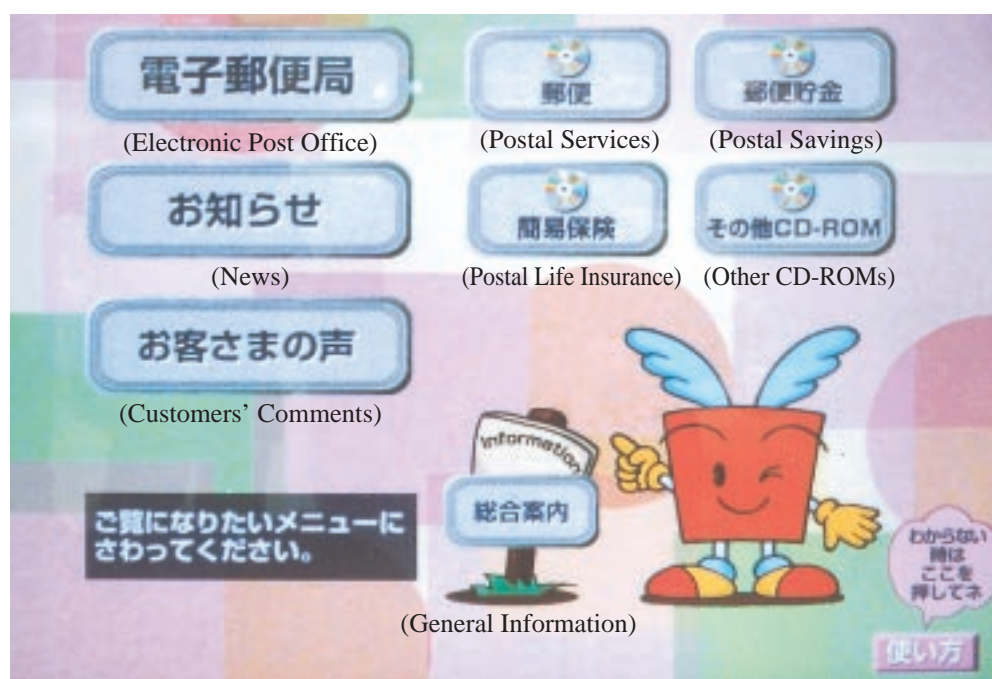 電子郵便局
(Electronic Post Office)
郵便
(Postal Services)
郵便貯金
(Postal Savings)
お知らせ
(News)
簡易保険
(Postal Life Insurance)
その他CD-ROM
(Other CD-ROMs)
お客さまの声
(Customers' Comments)
Information
総合案内
(General Information)
ご覧になりたいメニューに
さわってください。
わからない
時は
ここを
押してネ
使い方